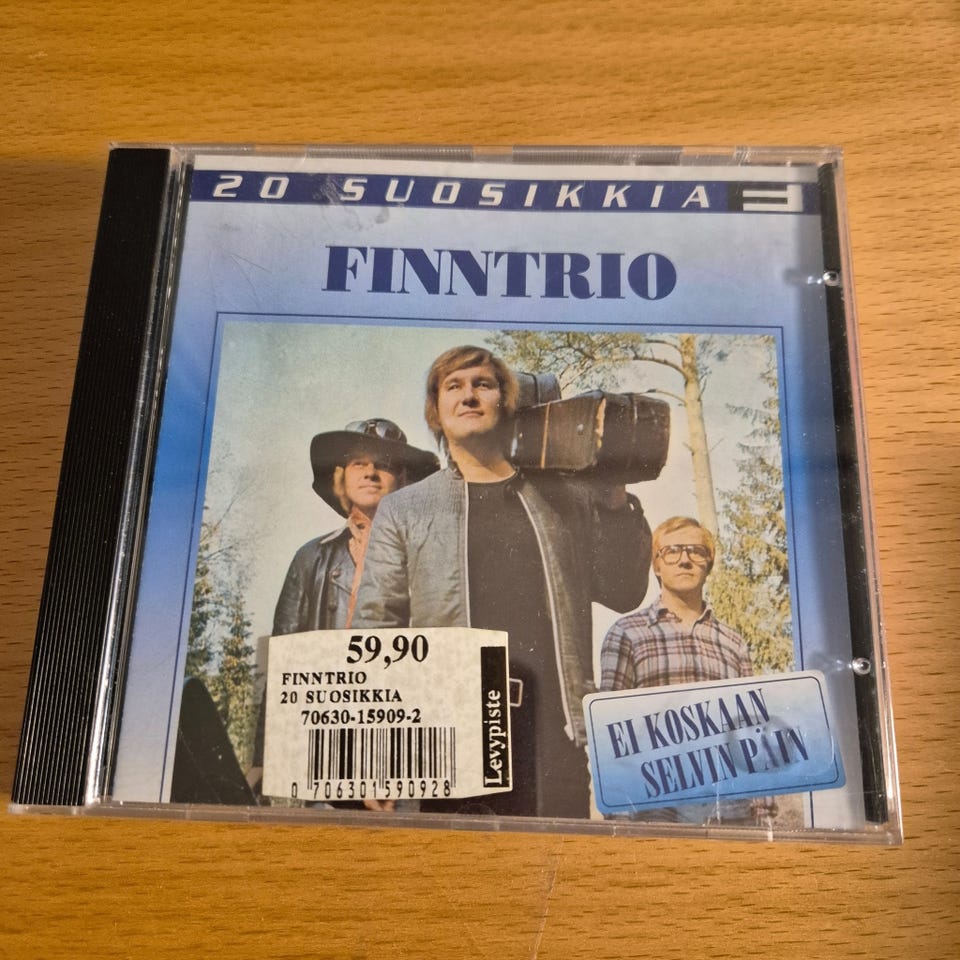 20 SUOSIKKIA
FINNTRIO
59,90
FINNTRIO
20 SUOSIKKIA
70630-15909-2
Levypiste
0 706301 590928
EI KOSKAAN
SELVIN PÄIN